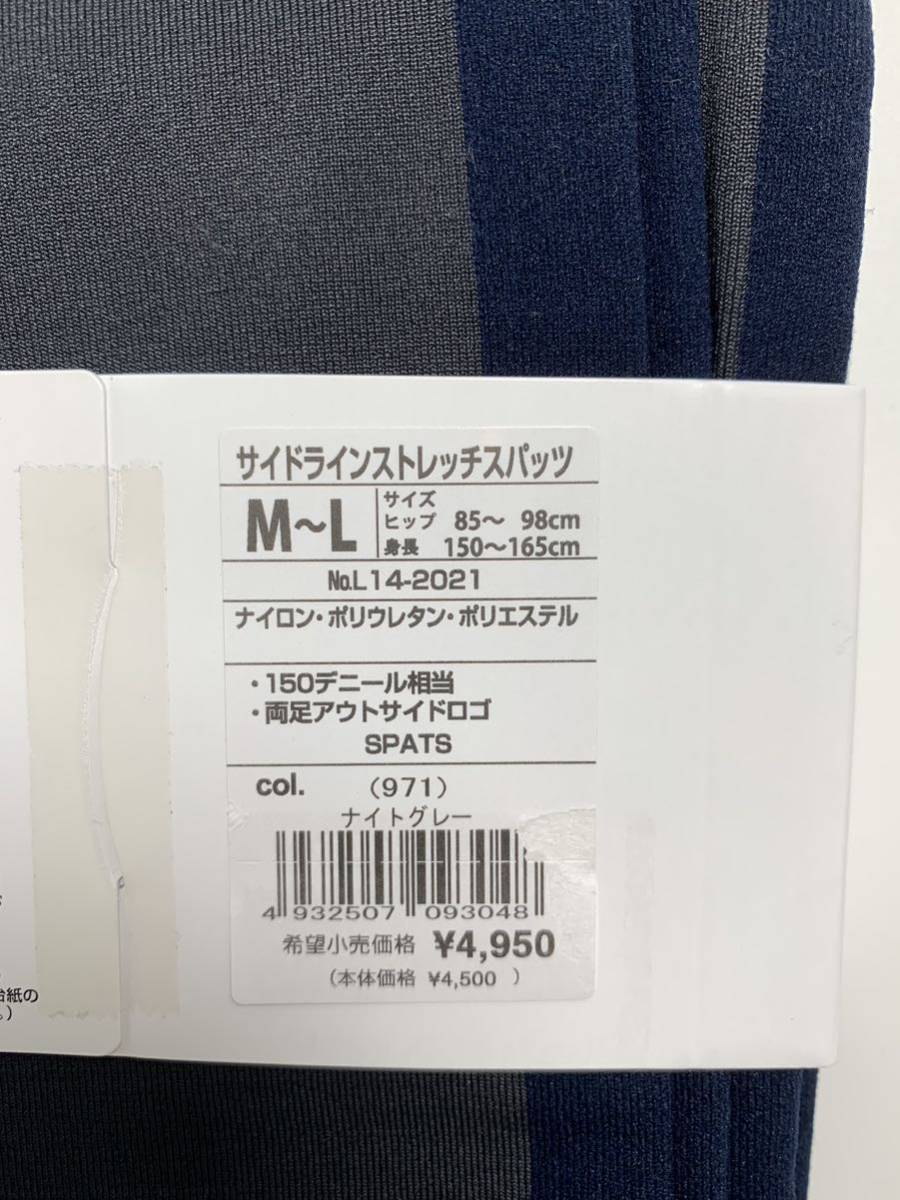 サイドラインストレッチスパッツ
M～L
サイズ
ヒップ 85～ 98cm
身長 150～165cm
No.L14-2021
ナイロン・ポリウレタン・ポリエステル
・150デニール相当
・両足アウトサイドロゴ
SPATS
col. (971)
ナイトグレー
4 932507 093048
希望小売価格 ¥4,950
(本体価格 ¥4,500 )
台紙の
。)